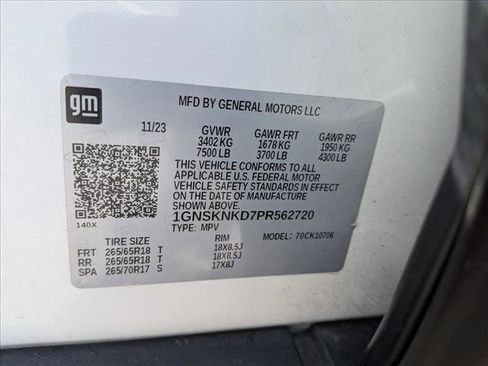 gm
MFD BY GENERAL MOTORS LLC
11/23 GVWR GAWR FRT GAWR RR
3402 KG 1678 KG 1950 KG
7500 LB 3700 LB 4300 LB
THIS VEHICLE CONFORMS TO ALL
APPLICABLE U.S. FEDERAL MOTOR
VEHICLE SAFETY STANDARDS IN EFFECT ON
THE DATE OF MANUFACTURE SHOWN ABOVE.
1GNSKNKD7PR562720
140X TYPE: MPV MODEL: 70CK10706
TIRE SIZE RIM
FRT 265/65R18 T 18X8.5J
RR 265/65R18 T 18X8.5J
SPA 265/70R17 S 17X8J